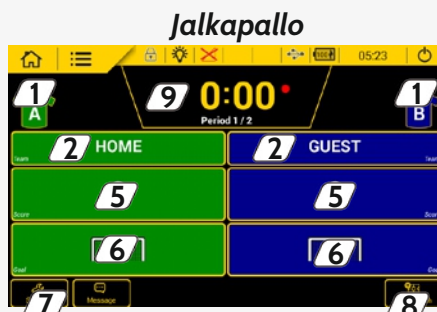 Jalkapallo
05:23
1 1
A 9 0:00 B
Period 1 / 2
2 HOME 2 GUEST
Team Team
5 5
Score Score
6 6
Goal
7 Message 8